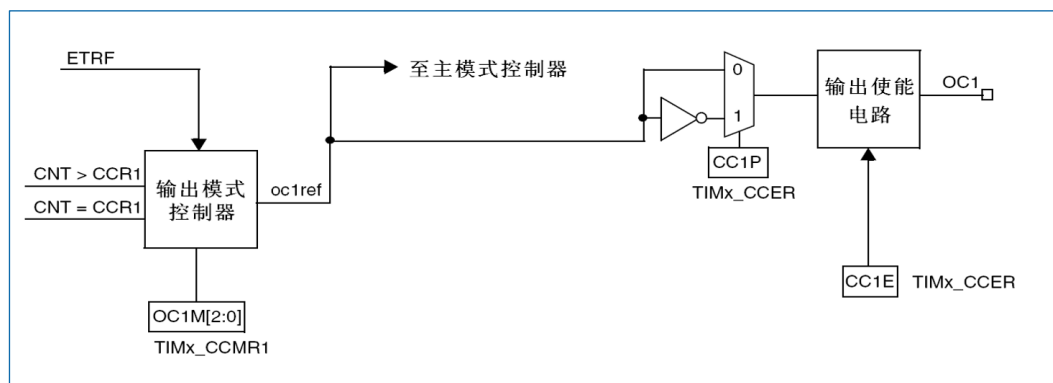 ETRF
至主模式控制器
0
1
输出使能
电路
OC1
CC1P
TIMx_CCER
CNT > CCR1
CNT = CCR1
输出模式
控制器
oc1ref
CC1E
TIMx_CCER
OC1M[2:0]
TIMx_CCMR1